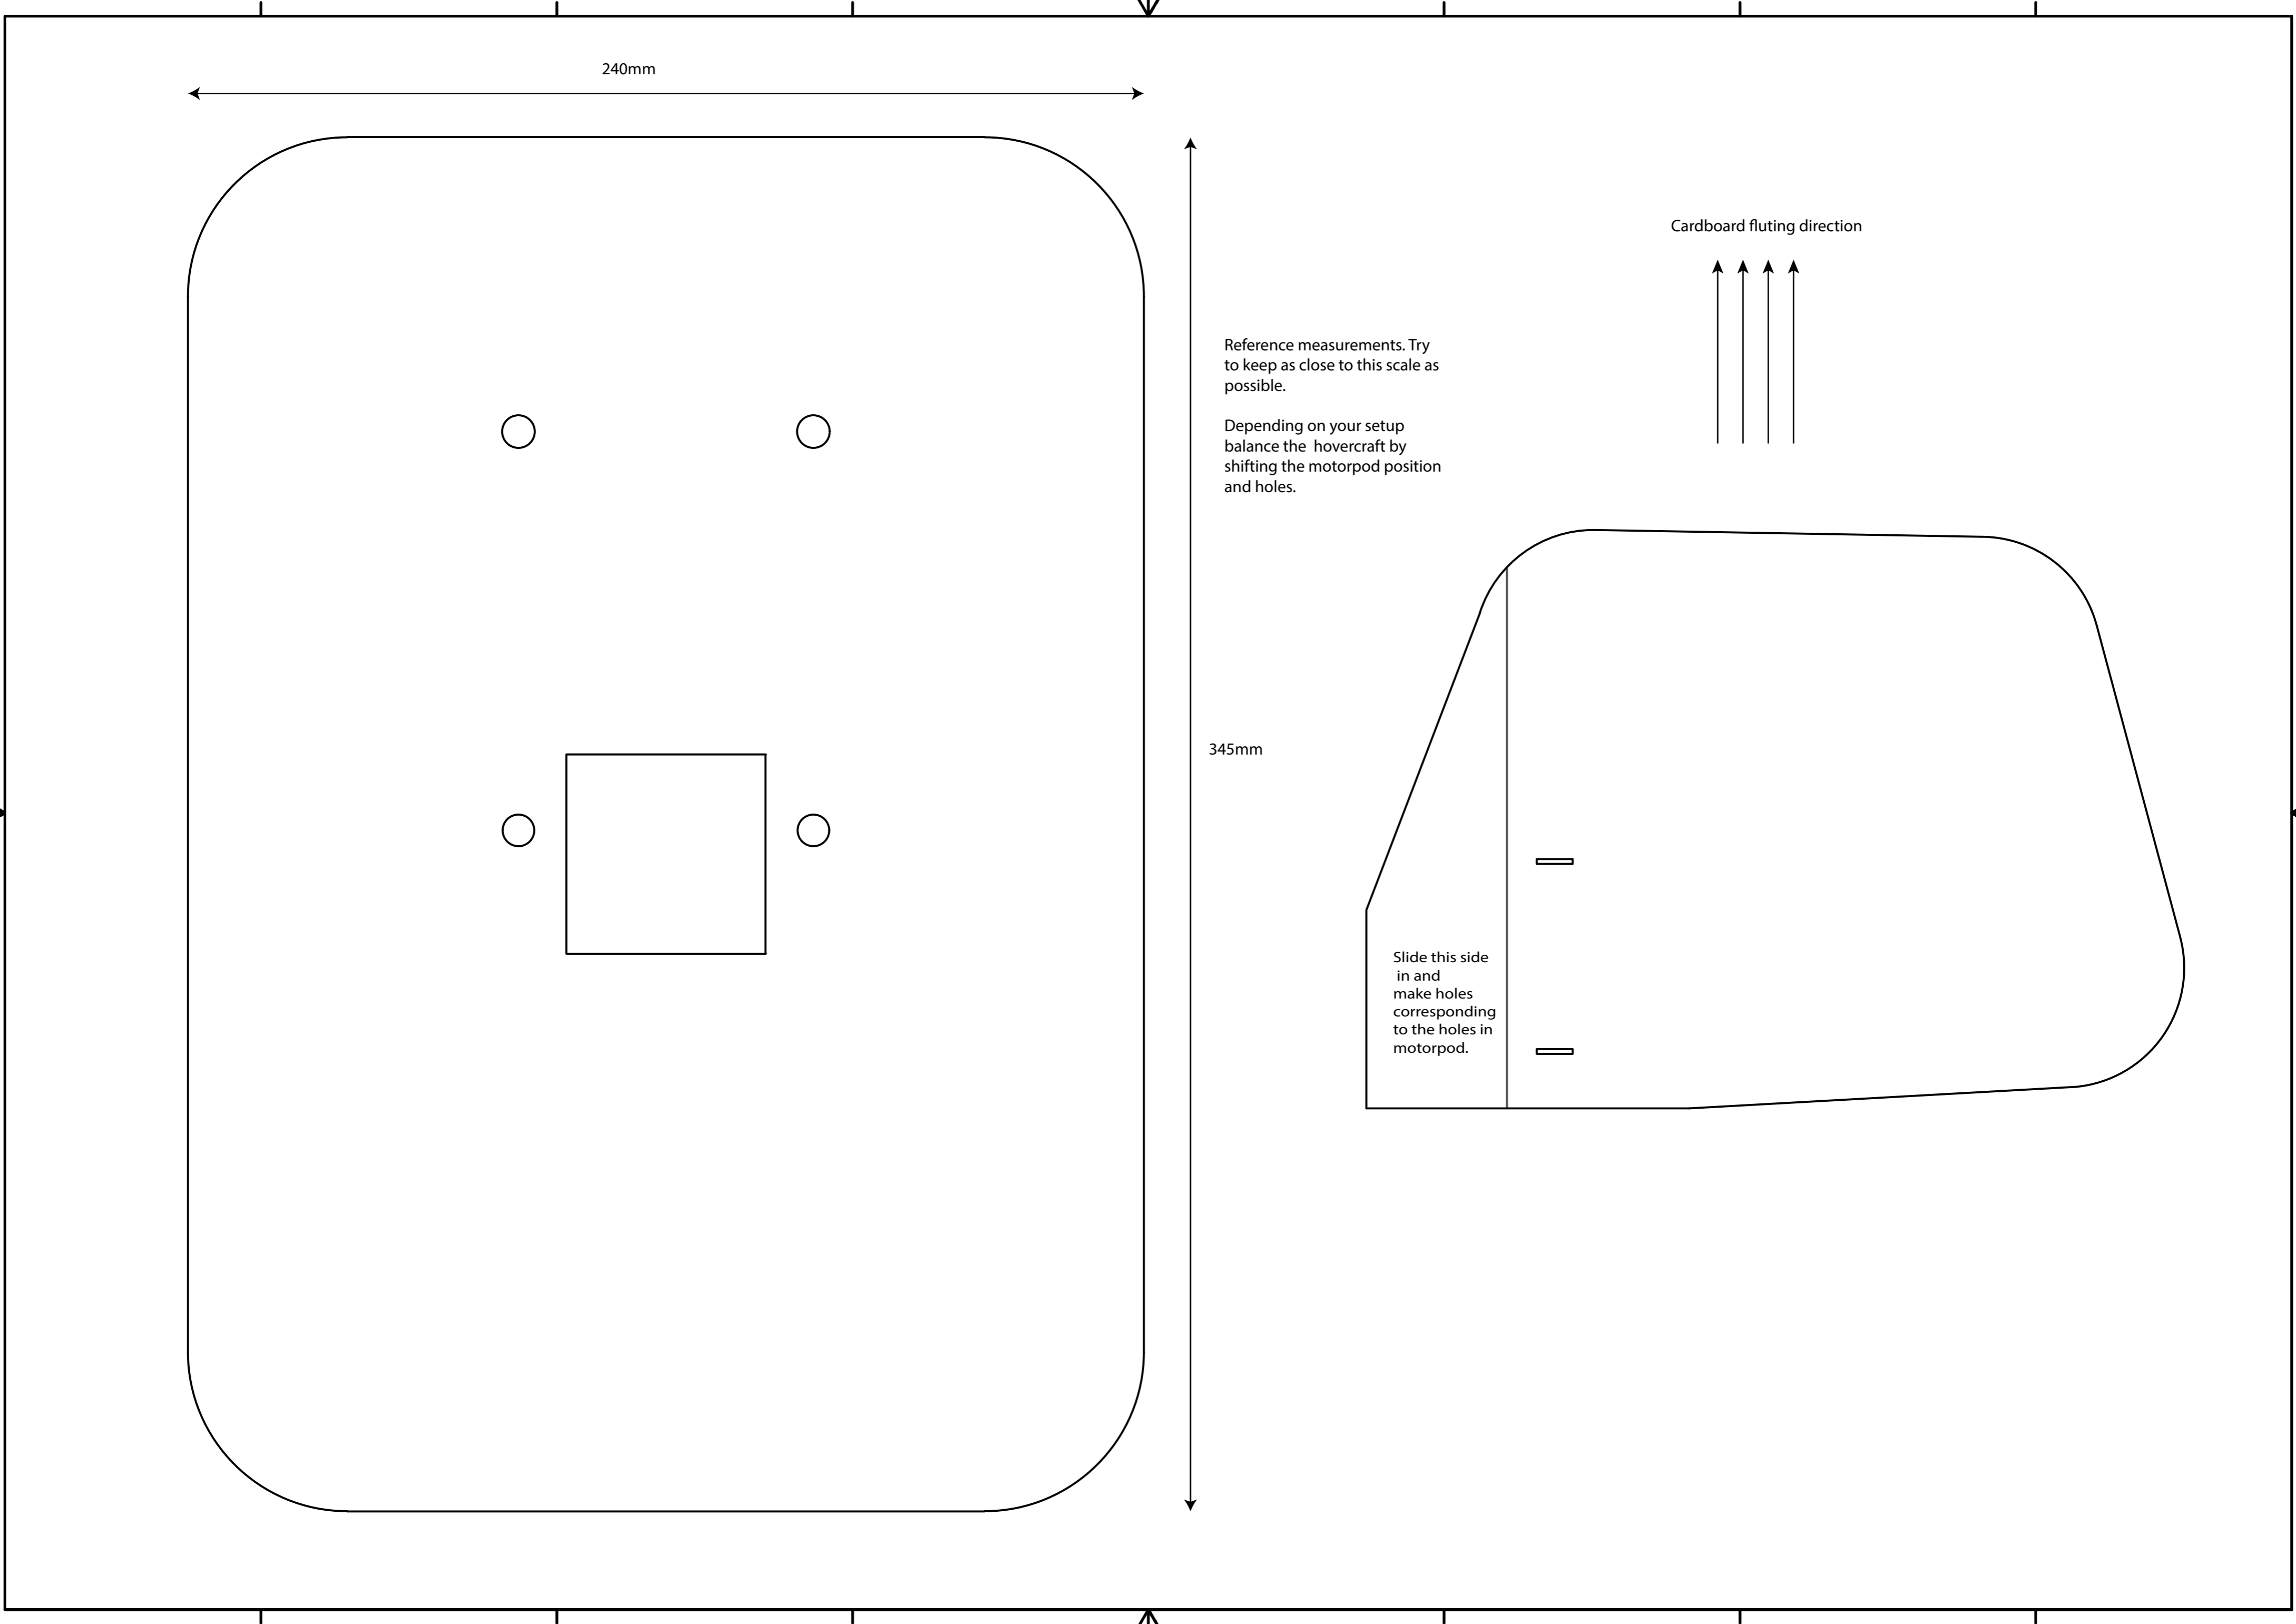 240mm
Cardboard fluting direction
Reference measurements. Try
to keep as close to this scale as
possible.
Depending on your setup
balance the  hovercraft by
shifting the motorpod position
and holes.
345mm
Slide this side
in and
make holes
corresponding
to the holes in
motorpod.